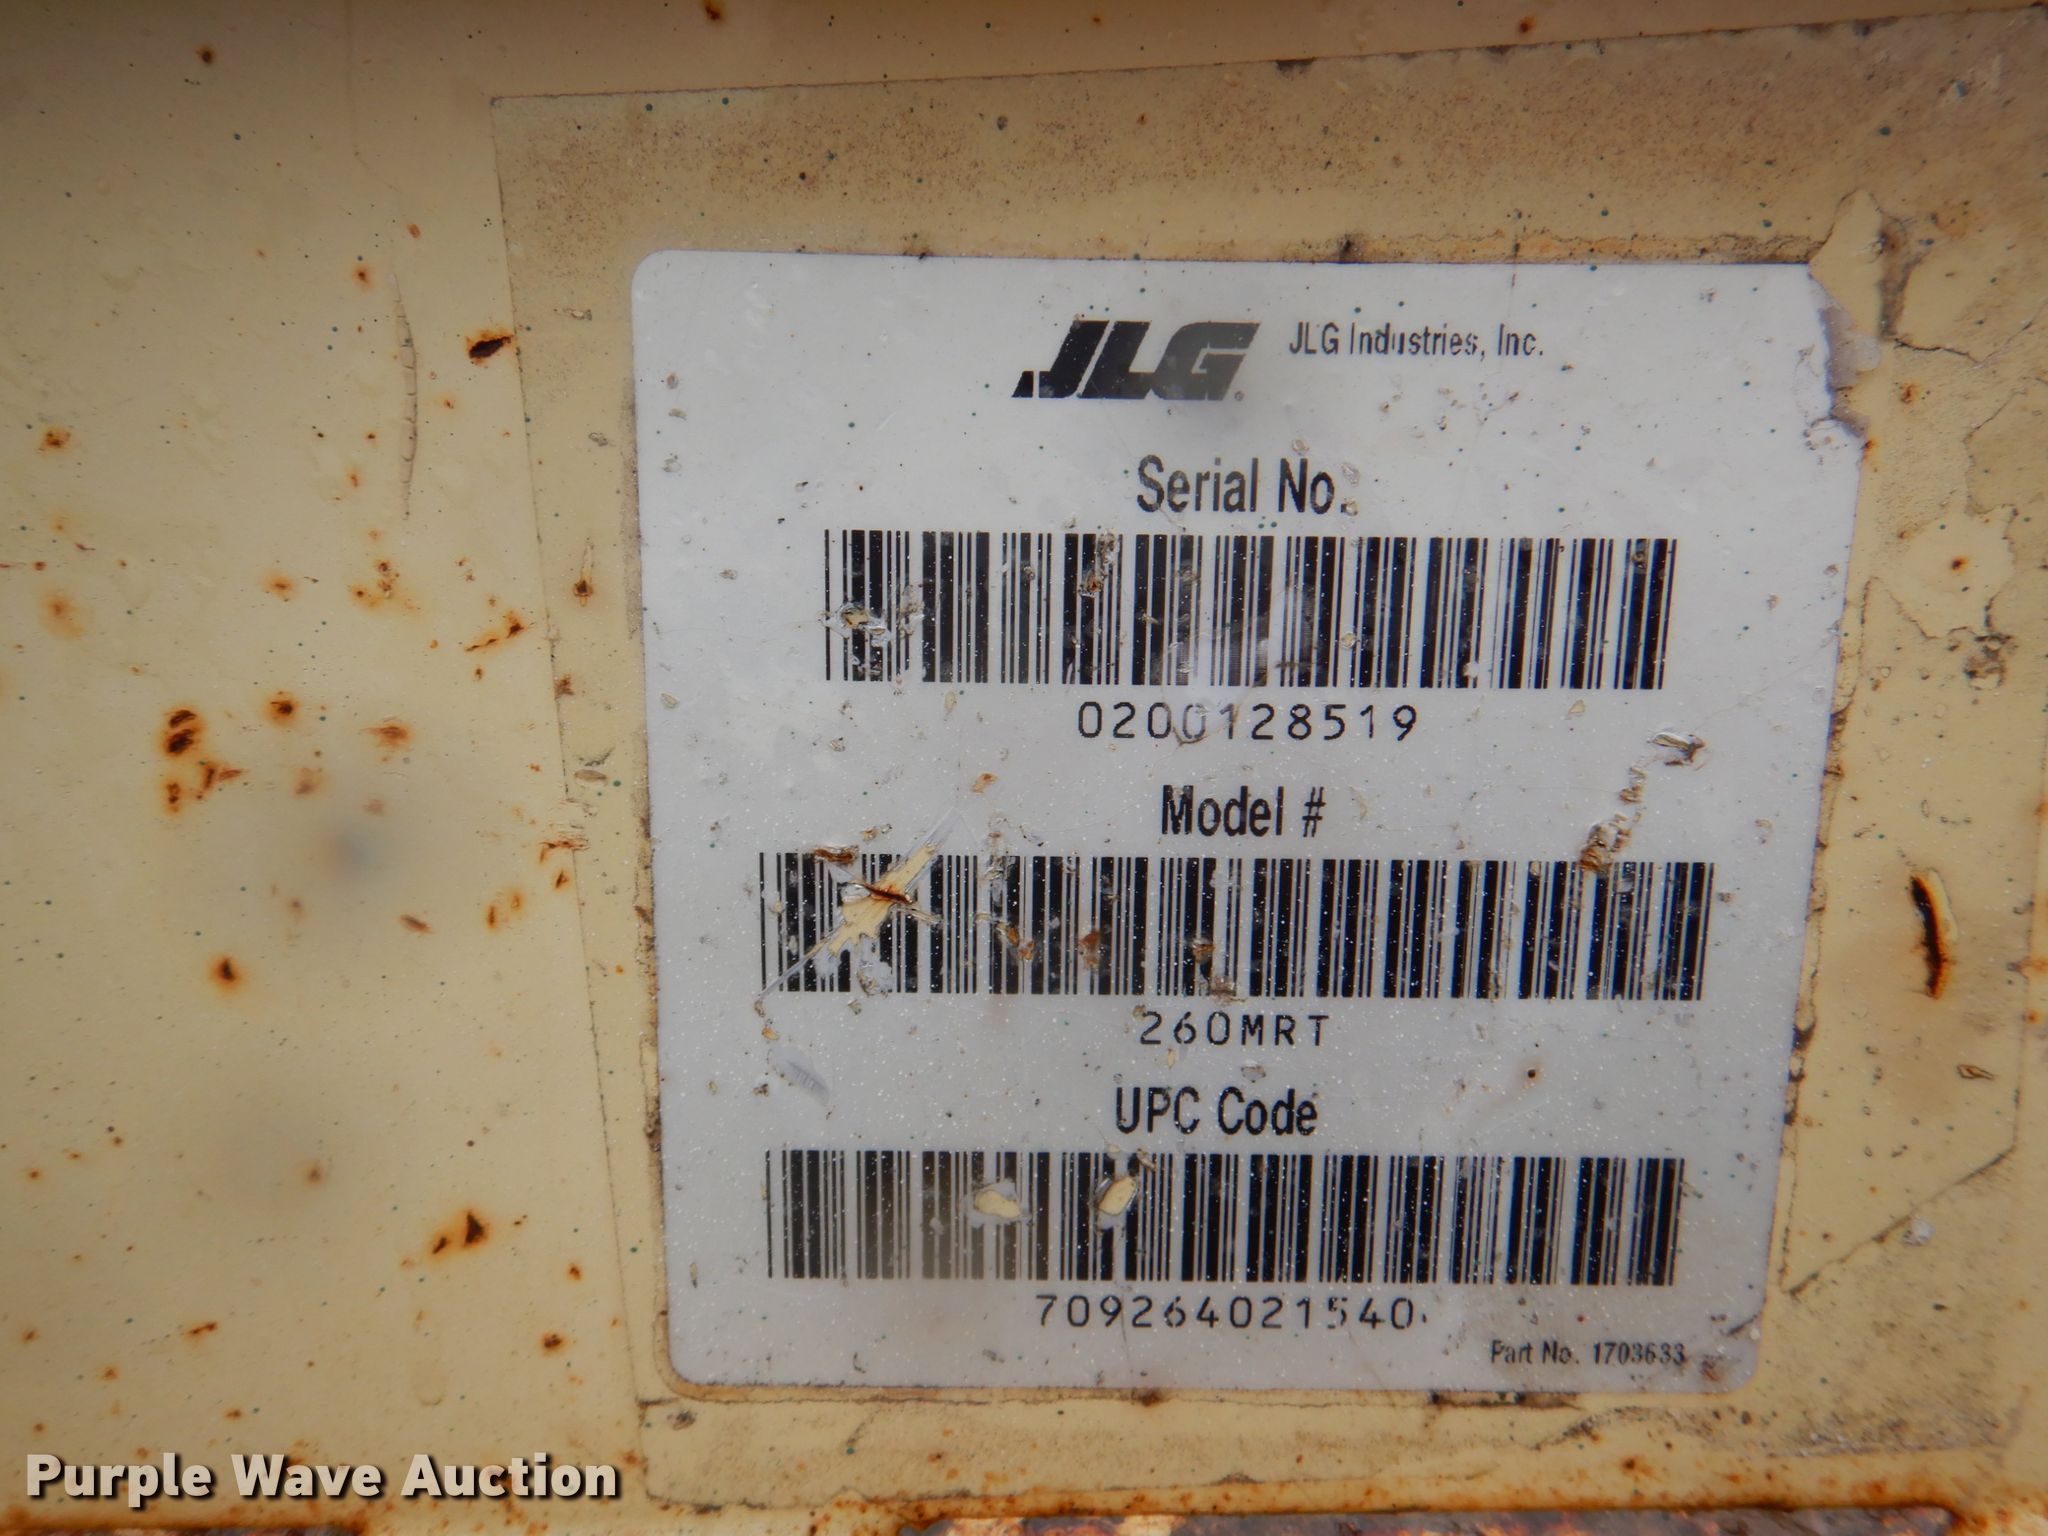 JLG JLG Industries, Inc.
Serial No.
0200128519
Model #
260MRT
UPC Code
709264021540
Part No. 1703633
Purple Wave Auction